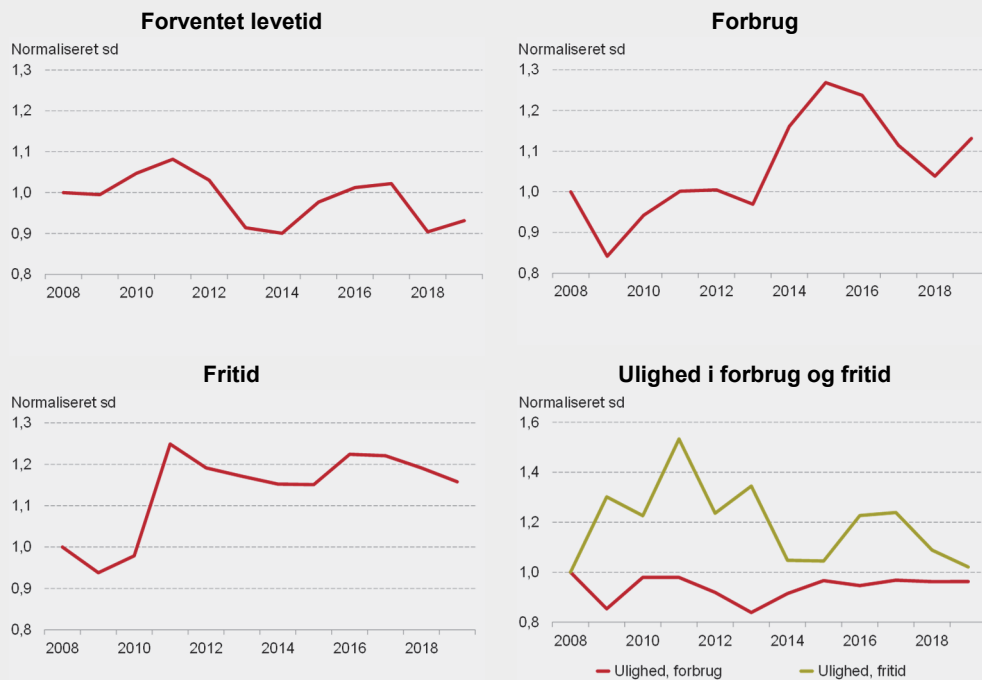 Forventet levetid
Normaliseret sd
1,3
1,2
1,1
1,0
0,9
0,8
2008 2010 2012 2014 2016 2018
Forbrug
Normaliseret sd
1,3
1,2
1,1
1,0
0,9
0,8
2008 2010 2012 2014 2016 2018
Fritid
Normaliseret sd
1,3
1,2
1,1
1,0
0,9
0,8
2008 2010 2012 2014 2016 2018
Ulighed i forbrug og fritid
Normaliseret sd
1,6
1,4
1,2
1,0
0,8
2008 2010 2012 2014 2016 2018
Ulighed, forbrug Ulighed, fritid